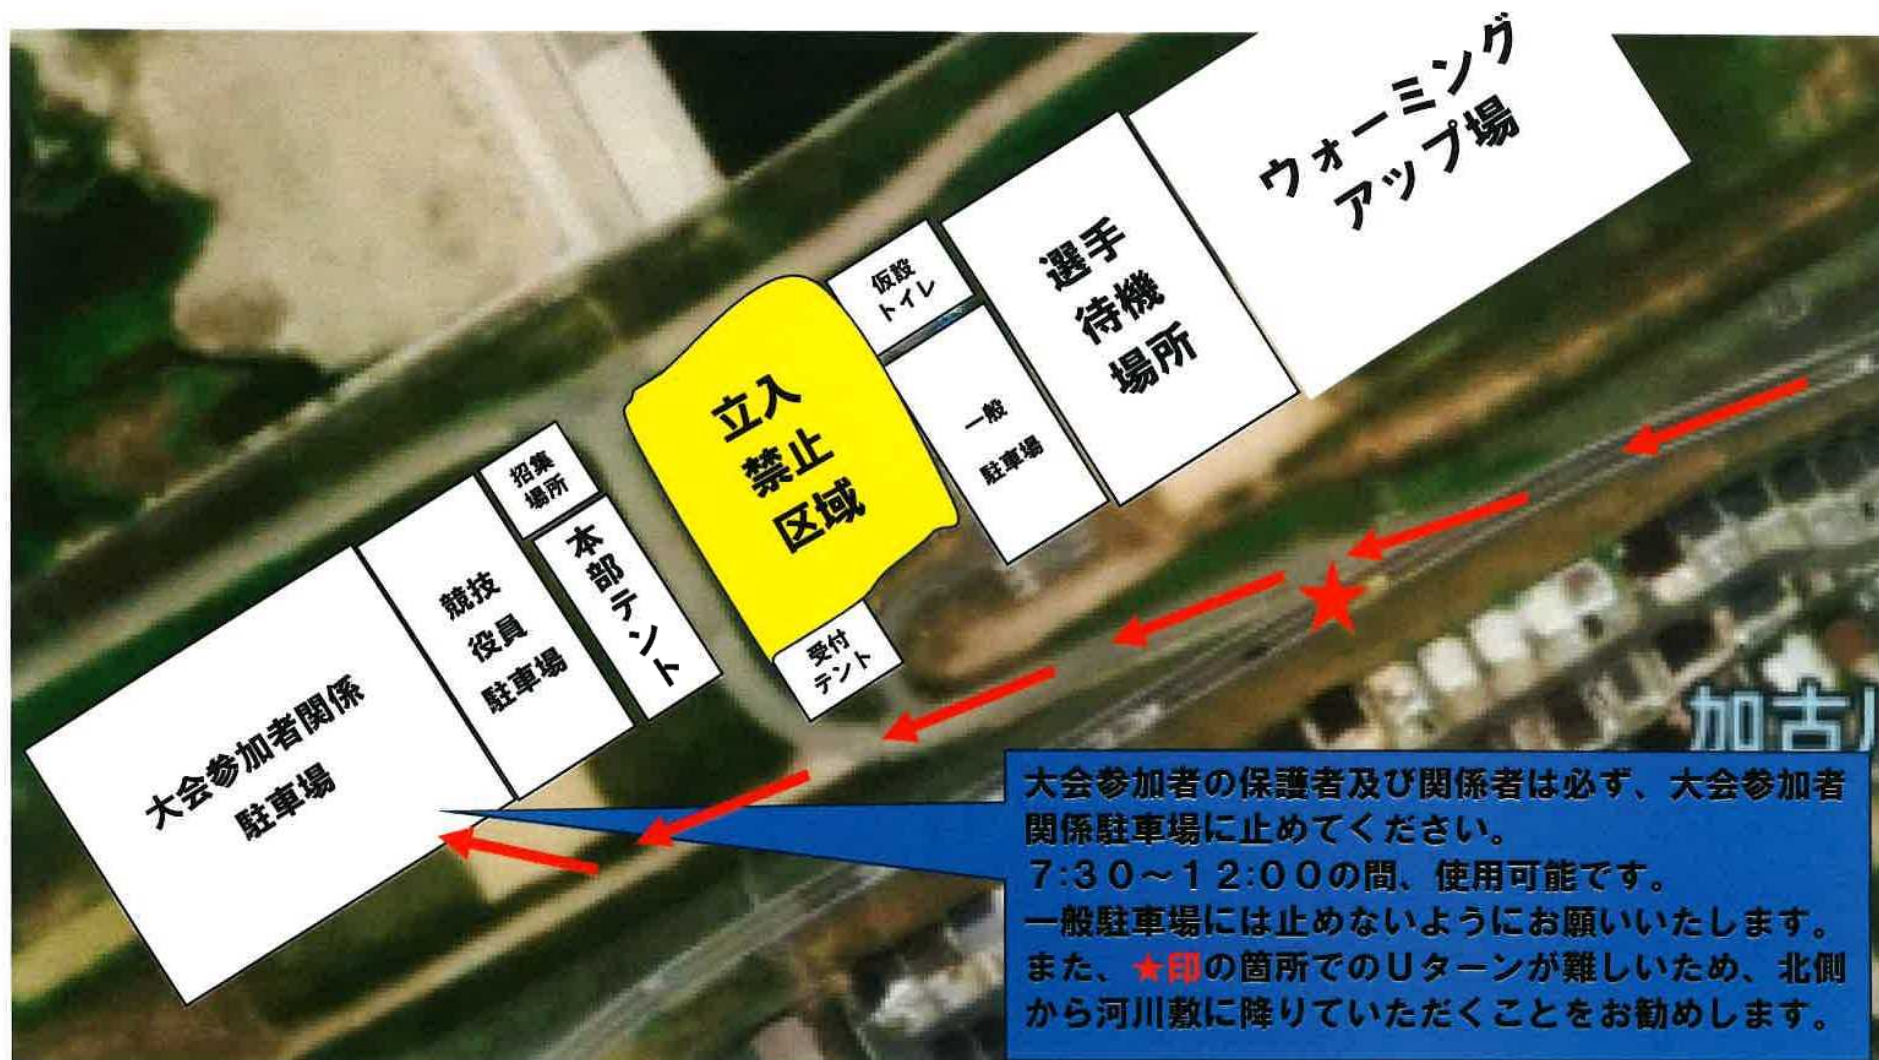 ウォーミング
アップ場
選手
待機
場所
仮設
トイレ
一般
駐車場
立入
禁止
区域
招集
場所
本部テント
競技
役員
駐車場
受付
テント
大会参加者関係
駐車場
加古川
大会参加者の保護者及び関係者は必ず、大会参加者
関係駐車場に止めてください。
7:30～12:00の間、使用可能です。
一般駐車場には止めないようにお願いいたします。
また、★印の箇所でのUターンが難しいため、北側
から河川敷に降りていただくことをお勧めします。